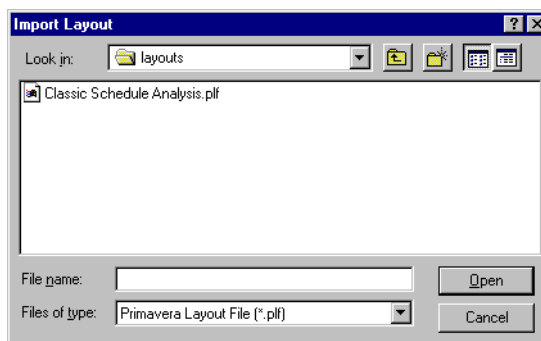 Import Layout
Look in: layouts
Classic Schedule Analysis.plf
File name: Open
Files of type: Primavera Layout File (*.plf) Cancel